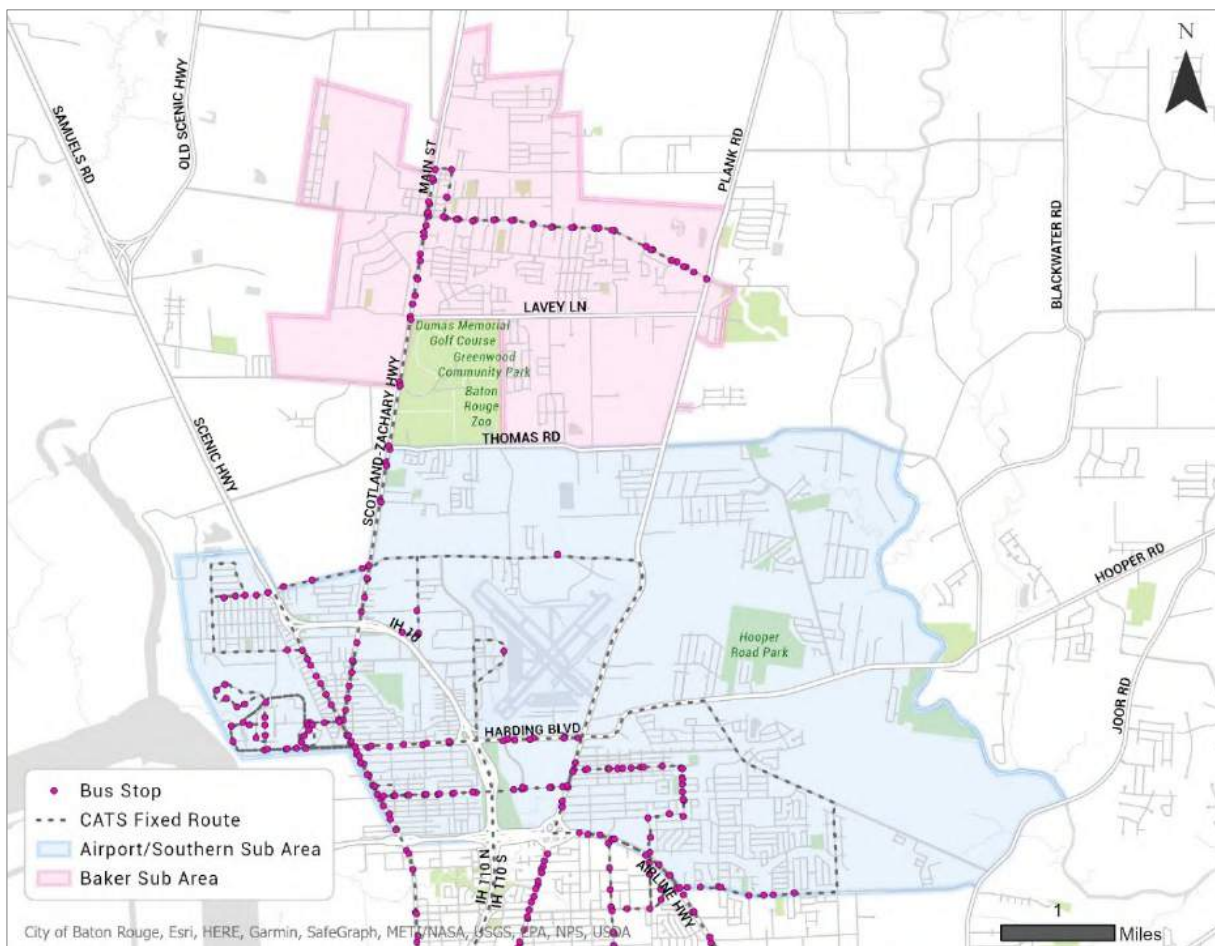 N
SAMUELS RD
OLD SCENIC HWY
MAIN ST
PLANK RD
BLACKWATER RD
LAVEY LN
Dumas Memorial
Golf Course
Greenwood
Community Park
Baton
Rouge
Zoo
THOMAS RD
SCENIC HWY
SCOTLAND-ZACHARY HWY
HOOPER RD
IH 10
Hooper
Road Park
JOOR RD
HARDING BLVD
IH 110 N
IH 110 S
AIRLINE HWY
Bus Stop
CATS Fixed Route
Airport/Southern Sub Area
Baker Sub Area
1
Miles
City of Baton Rouge, Esri, HERE, Garmin, SafeGraph, METI/NASA, USGS, EPA, NPS, USDA